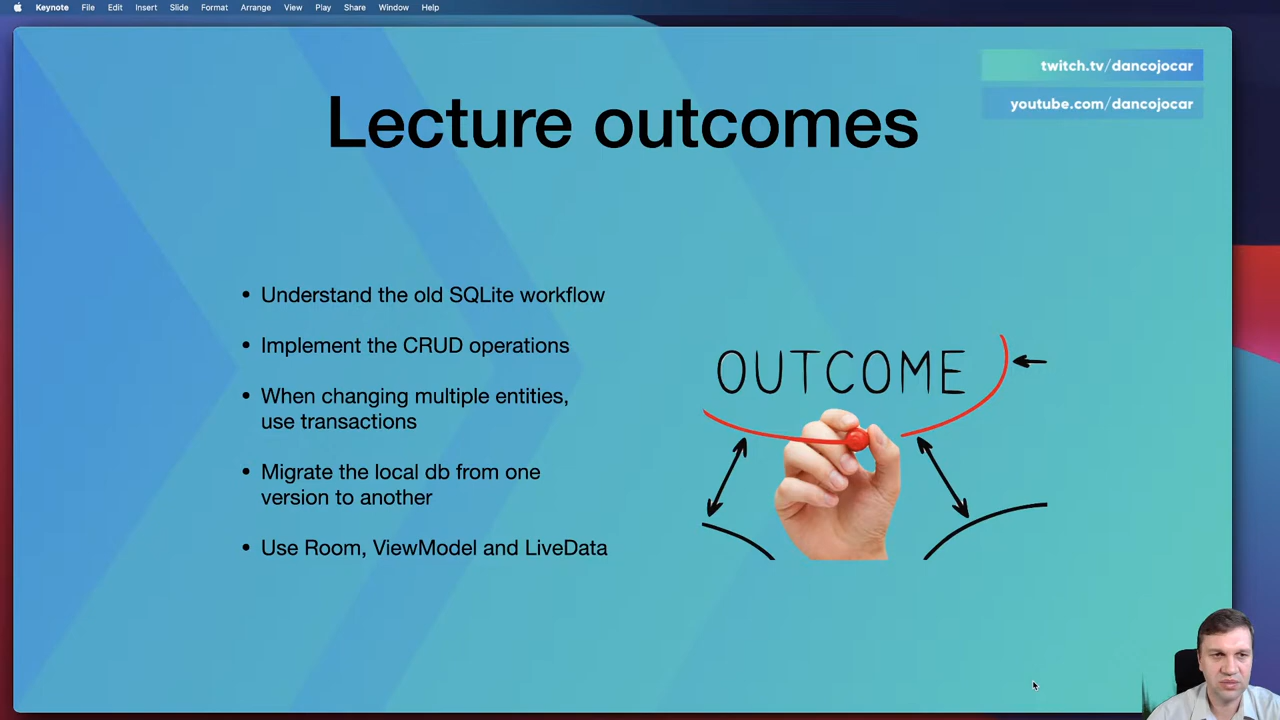 Keynote File Edit Insert Slide Format Arrange View Play Share Window Help
twitch.tv/dancojocar
youtube.com/dancojocar
Lecture outcomes
• Understand the old SQLite workflow
• Implement the CRUD operations
• When changing multiple entities,
use transactions
• Migrate the local db from one
version to another
• Use Room, ViewModel and LiveData
OUTCOME